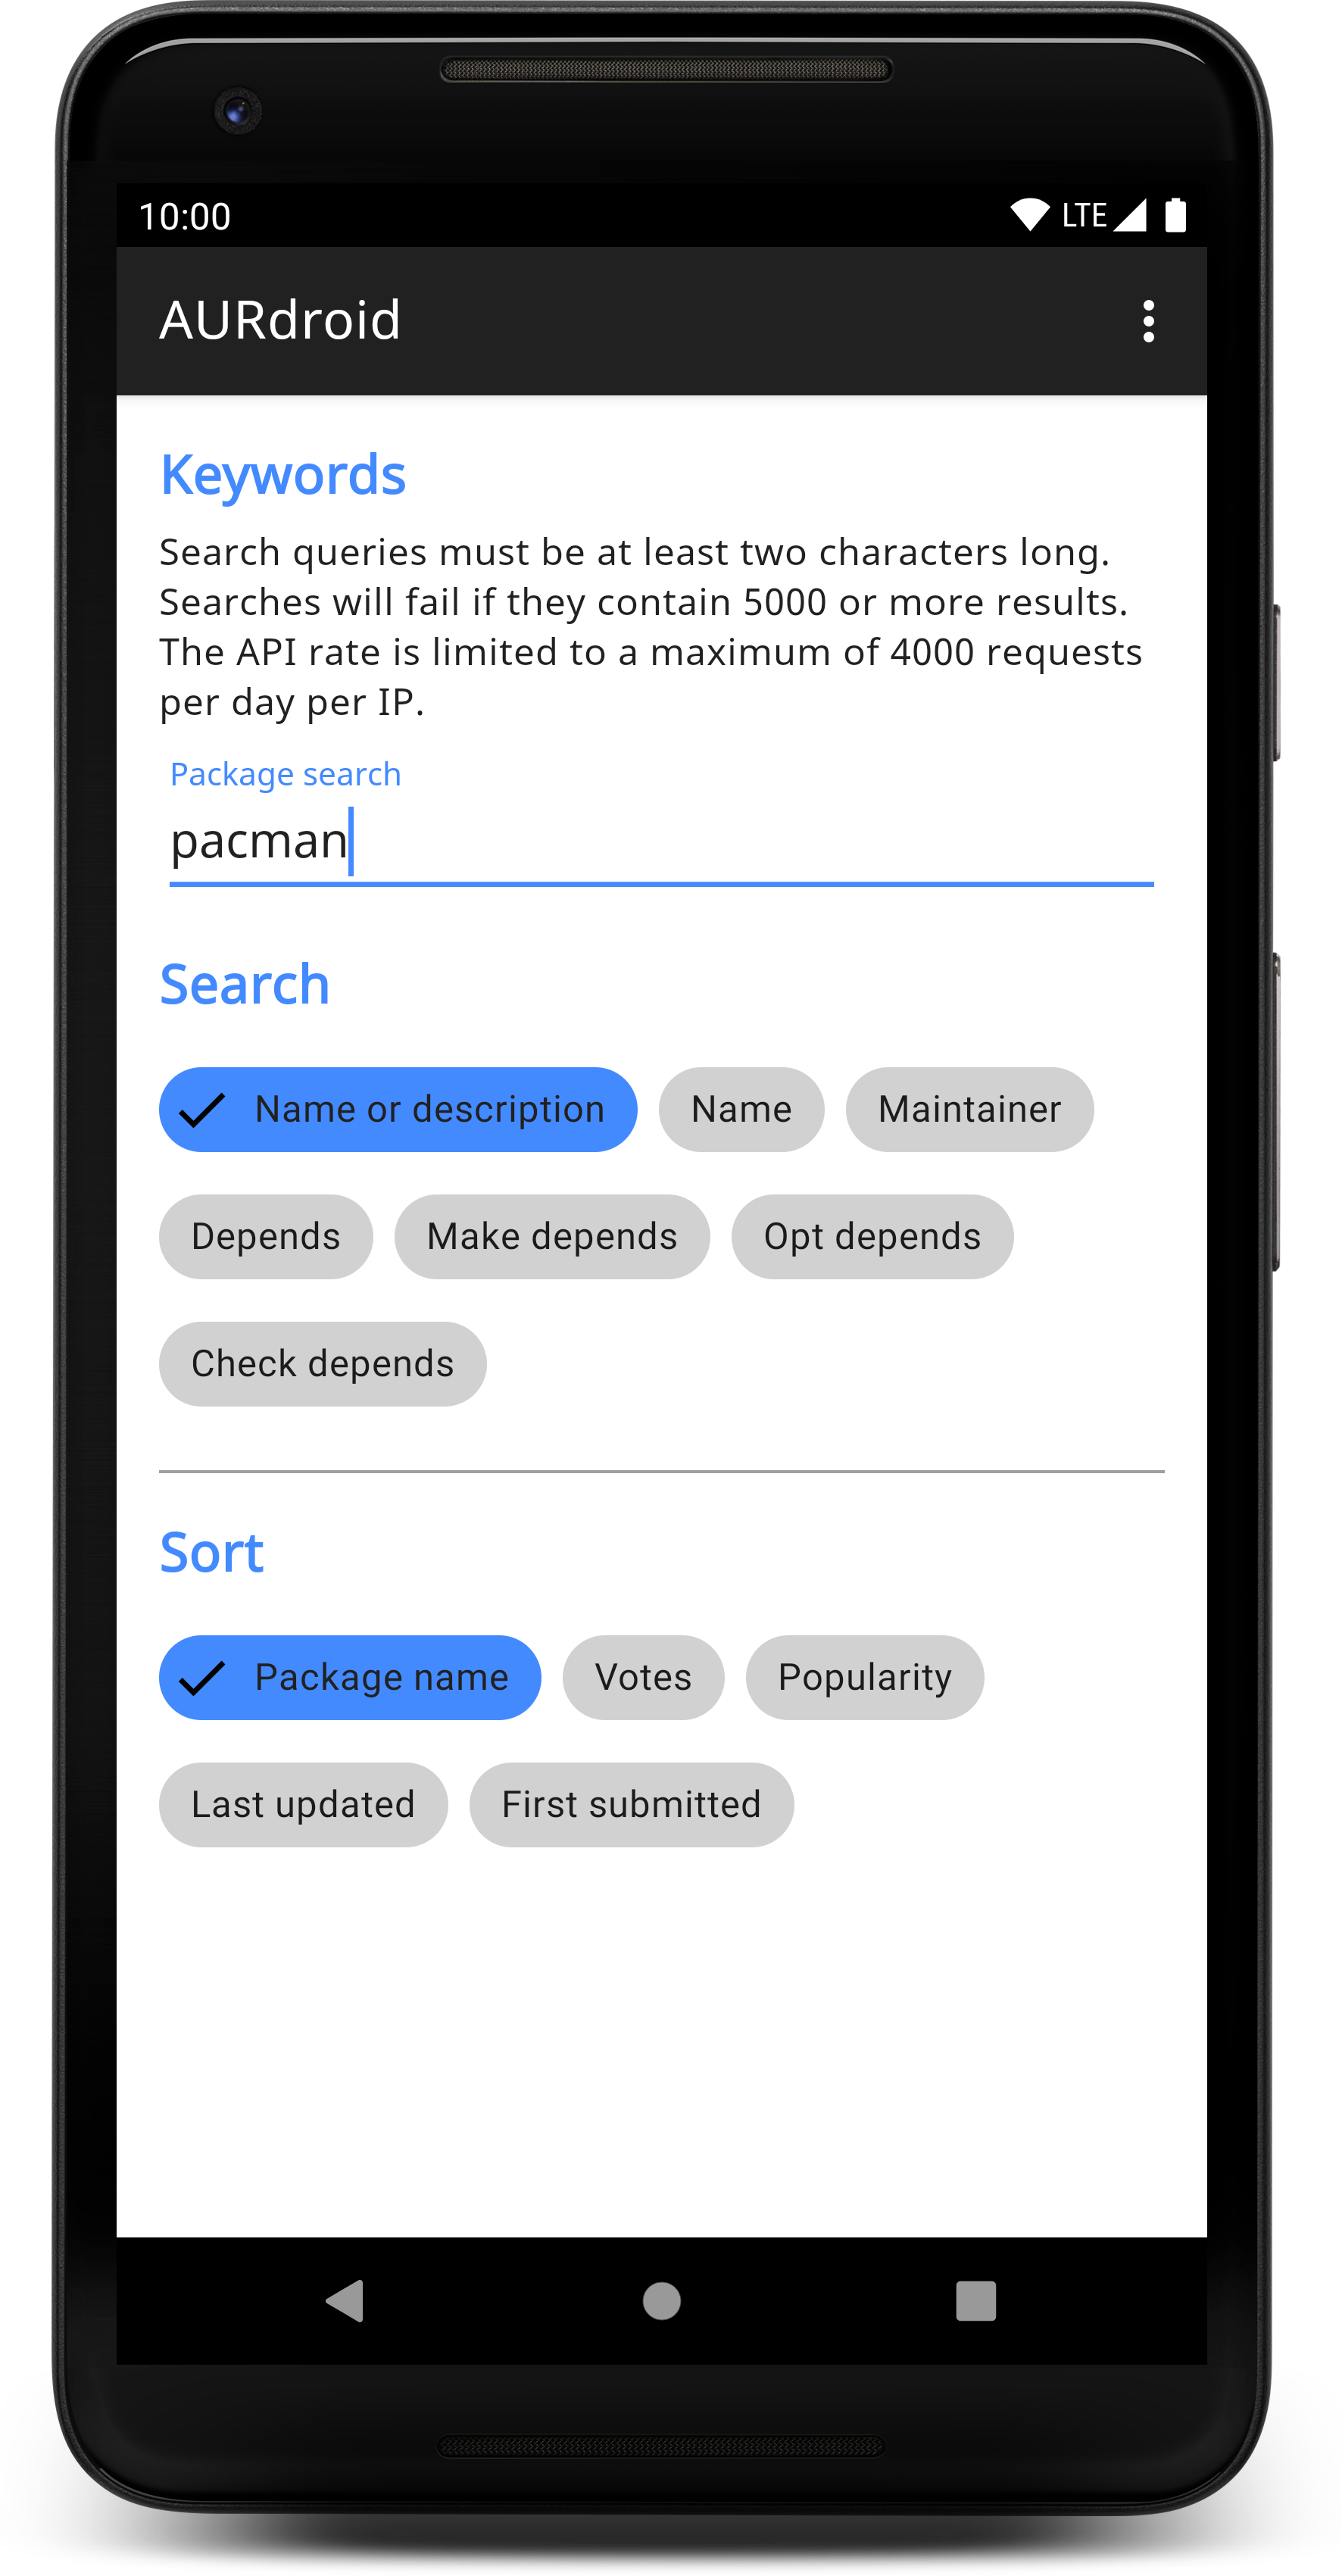 10:00 LTE
AURdroid
Keywords
Search queries must be at least two characters long.
Searches will fail if they contain 5000 or more results.
The API rate is limited to a maximum of 4000 requests
per day per IP.
Package search
pacman
Search
Name or description Name Maintainer
Depends Make depends Opt depends
Check depends
Sort
Package name Votes Popularity
Last updated First submitted